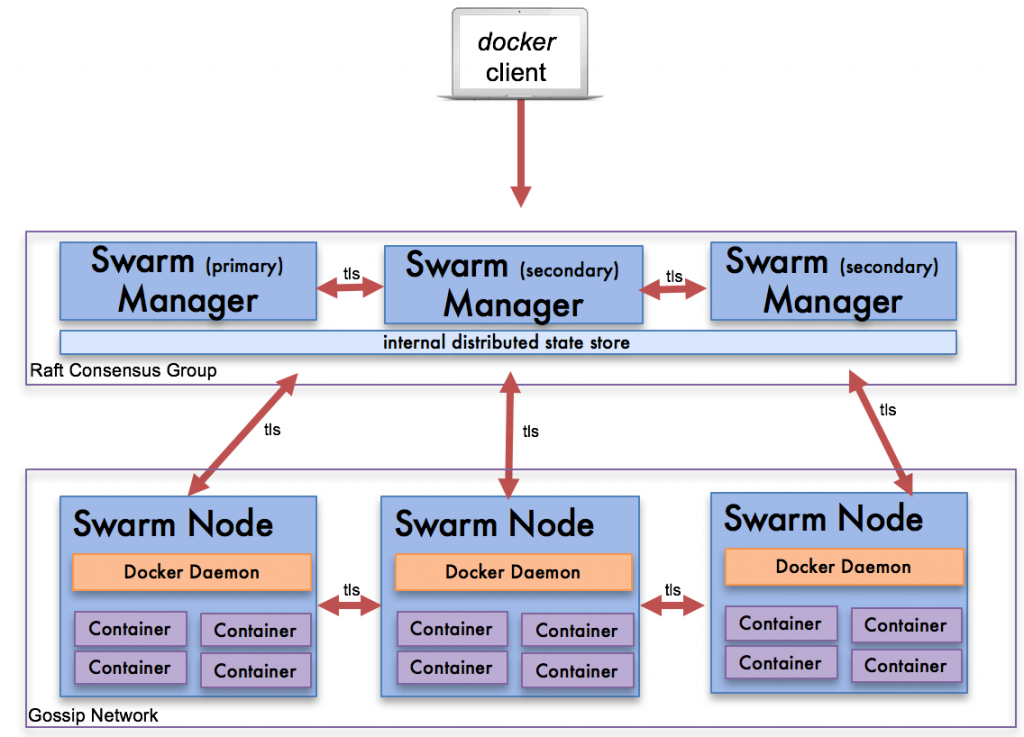 docker
client
Swarm (primary)
Manager
tls
Swarm (secondary)
Manager
tls
Swarm (secondary)
Manager
internal distributed state store
Raft Consensus Group
tls
tls
tls
Swarm Node
Docker Daemon
Container
Container
Container
Container
tls
Swarm Node
Docker Daemon
Container
Container
Container
Container
tls
Swarm Node
Docker Daemon
Container
Container
Container
Container
Gossip Network